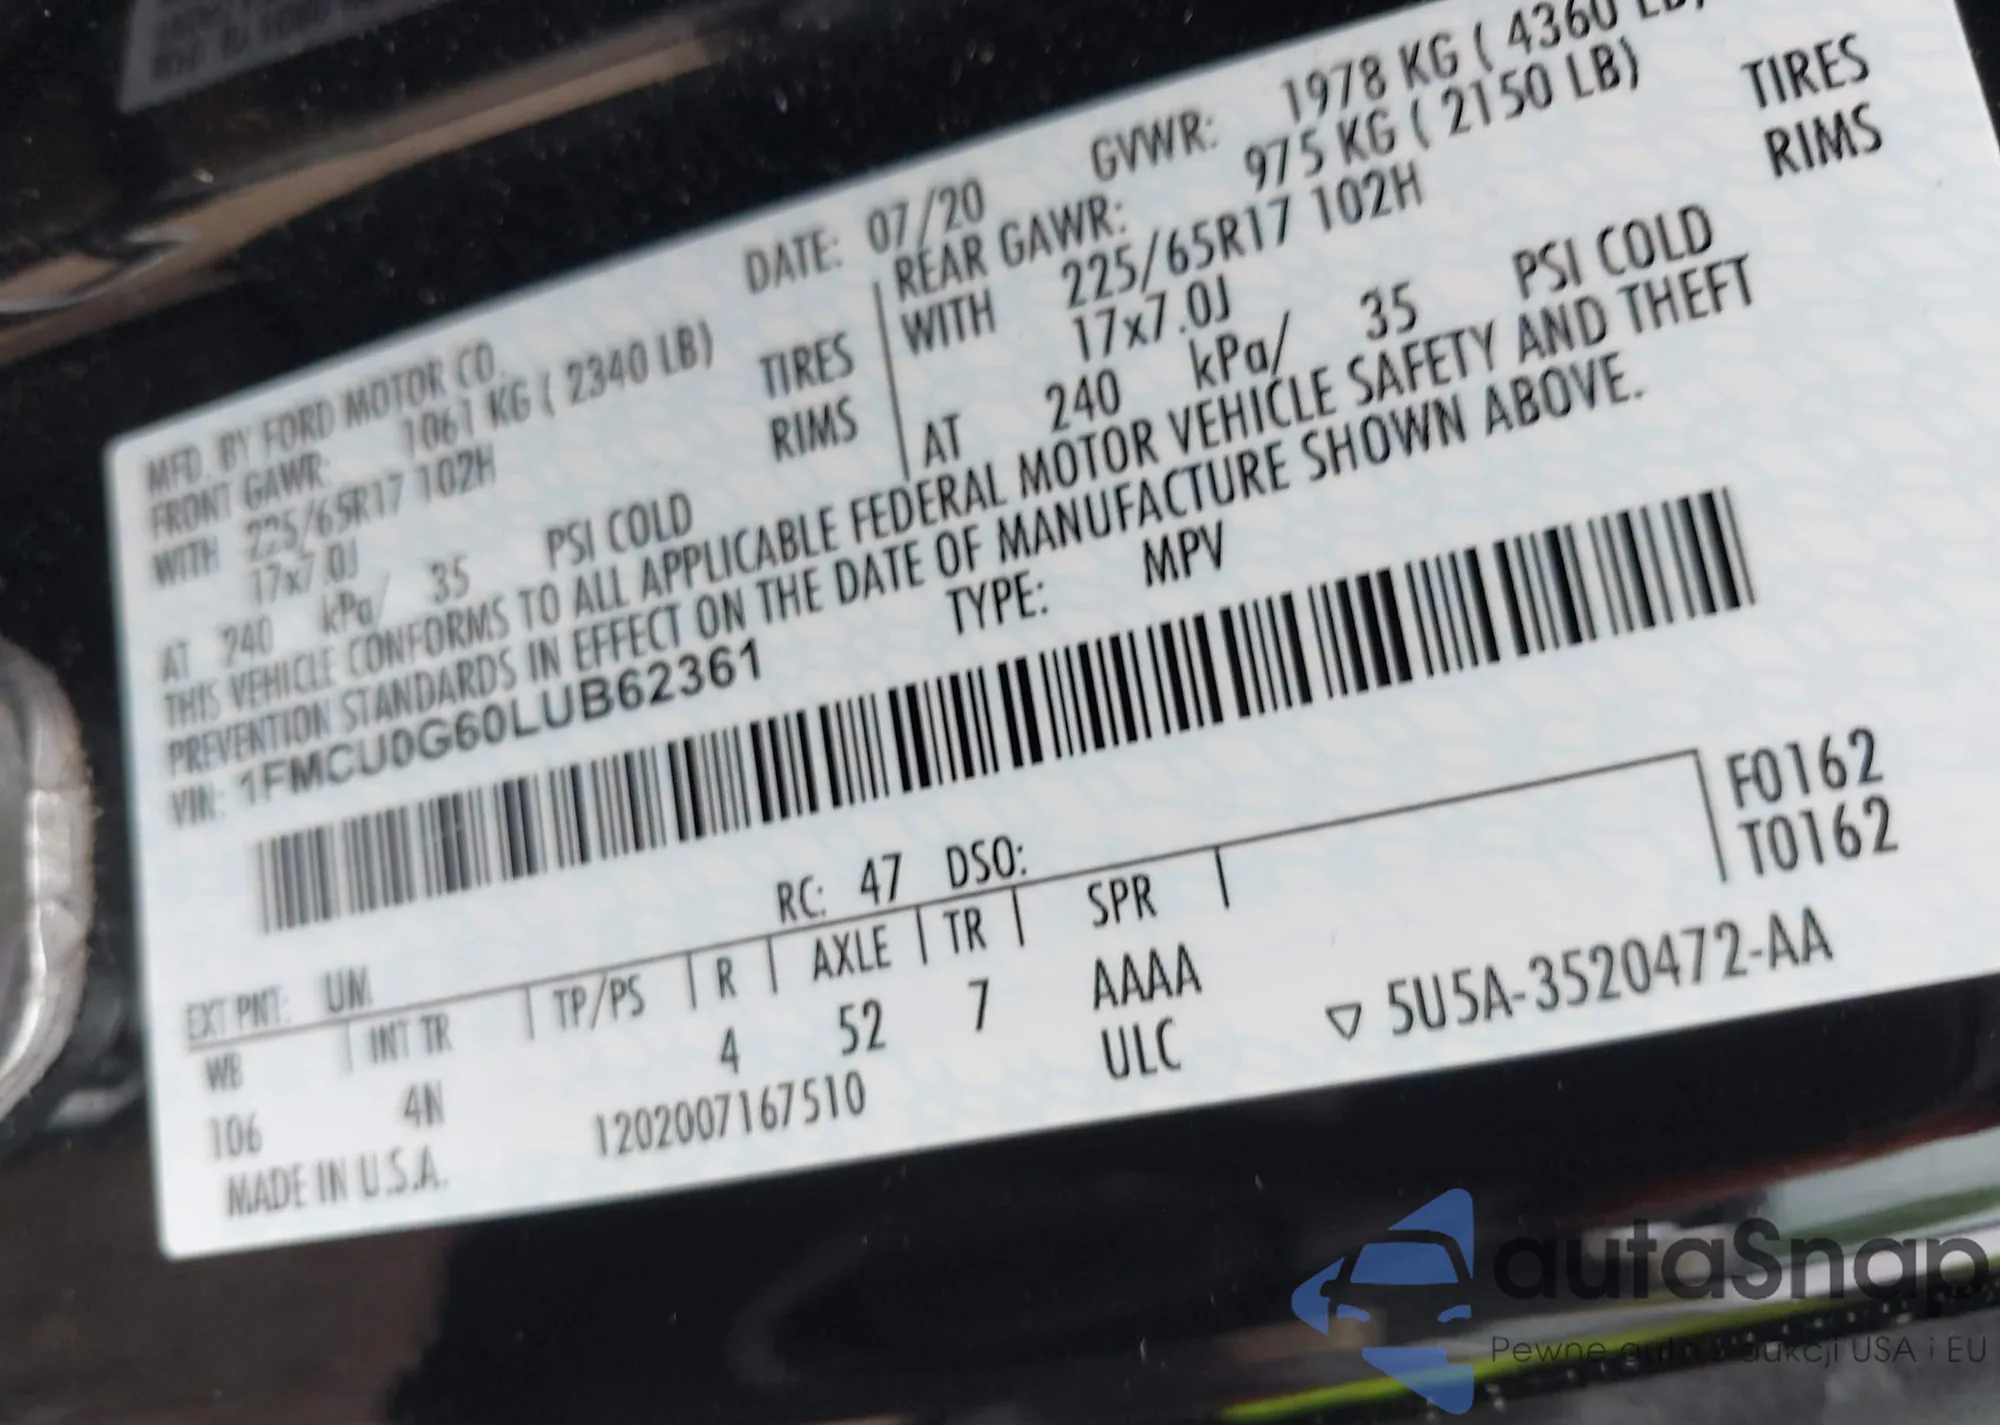 MFD. BY FORD MOTOR CO. DATE: 07/20 GVWR: 1978 KG ( 4360 LB)
FRONT GAWR: 1061 KG ( 2340 LB) REAR GAWR: 975 KG ( 2150 LB)
WITH 225/65R17 102H TIRES WITH 225/65R17 102H TIRES
17x7.0J RIMS 17x7.0J RIMS
AT 240 kPa/ 35 PSI COLD AT 240 kPa/ 35 PSI COLD
THIS VEHICLE CONFORMS TO ALL APPLICABLE FEDERAL MOTOR VEHICLE SAFETY AND THEFT
PREVENTION STANDARDS IN EFFECT ON THE DATE OF MANUFACTURE SHOWN ABOVE.
VIN: 1FMCU0G60LUB62361 TYPE: MPV
F0162
T0162
EXT PNT: UM RC: 47 DSO:
WB INT TR TP/PS R AXLE TR SPR
106 4N 4 52 7 AAAA
ULC
MADE IN U.S.A. 1202007167510 ▽ 5U5A-3520472-AA
autaSnap
Pewne auta z aukcji USA i EU